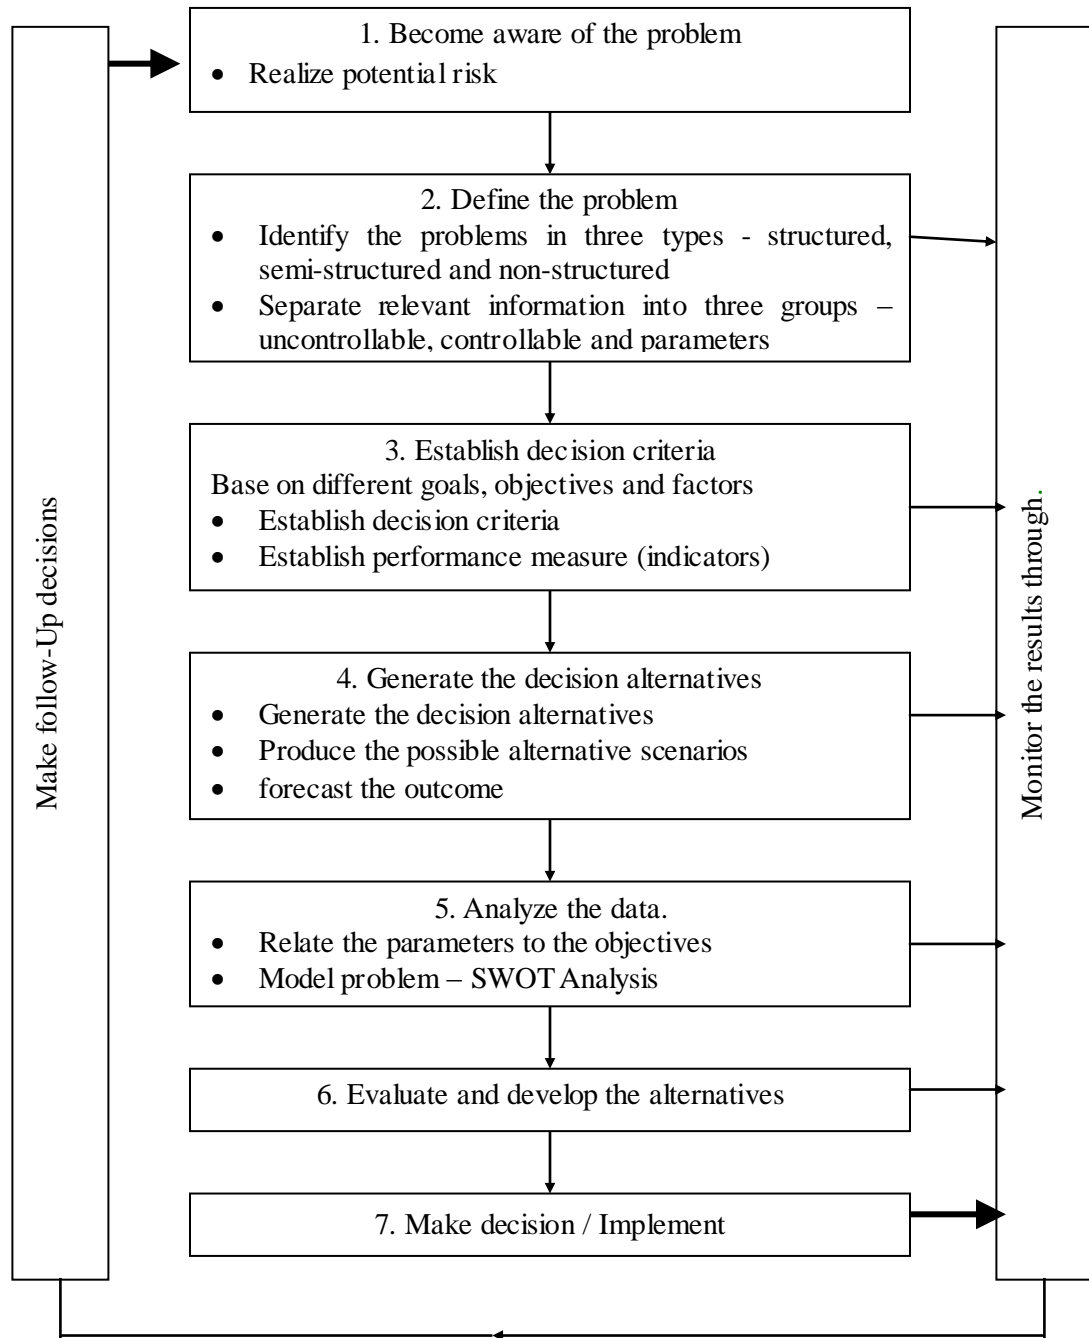 Make follow-Up decisions
1. Become aware of the problem
• Realize potential risk
2. Define the problem
• Identify the problems in three types - structured,
semi-structured and non-structured
• Separate relevant information into three groups –
uncontrollable, controllable and parameters
3. Establish decision criteria
Base on different goals, objectives and factors
• Establish decision criteria
• Establish performance measure (indicators)
4. Generate the decision alternatives
• Generate the decision alternatives
• Produce the possible alternative scenarios
• forecast the outcome
5. Analyze the data.
• Relate the parameters to the objectives
• Model problem – SWOT Analysis
6. Evaluate and develop the alternatives
7. Make decision / Implement
Monitor the results through.